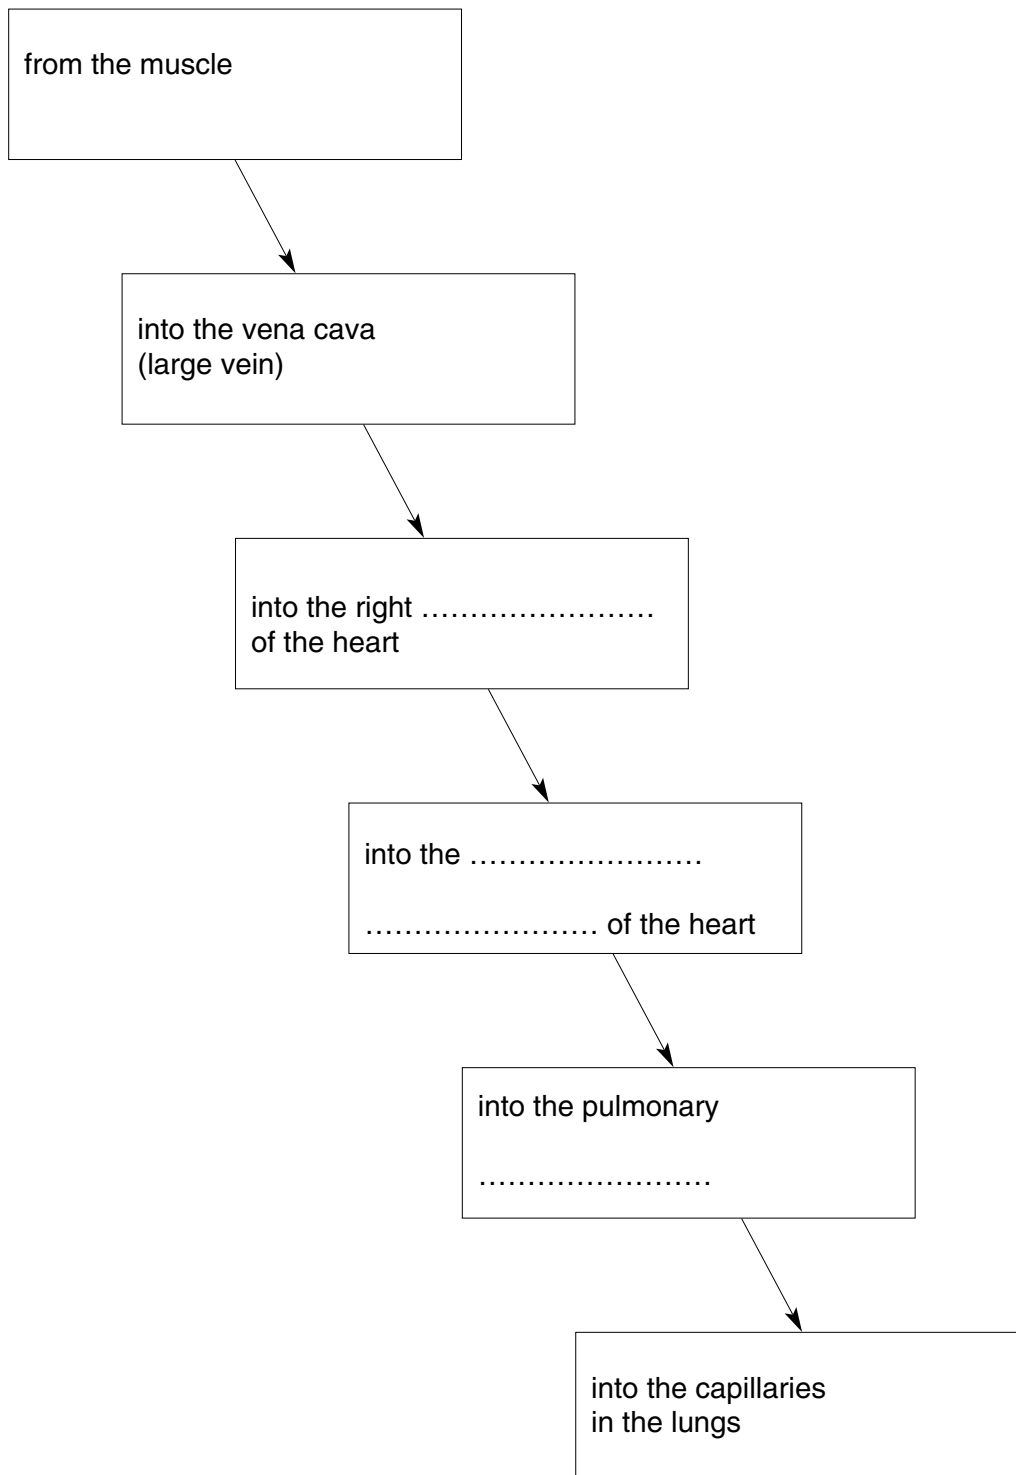 from the muscle
into the vena cava
(large vein)
into the right ........................
of the heart
into the ........................
........................ of the heart
into the pulmonary
........................
into the capillaries
in the lungs